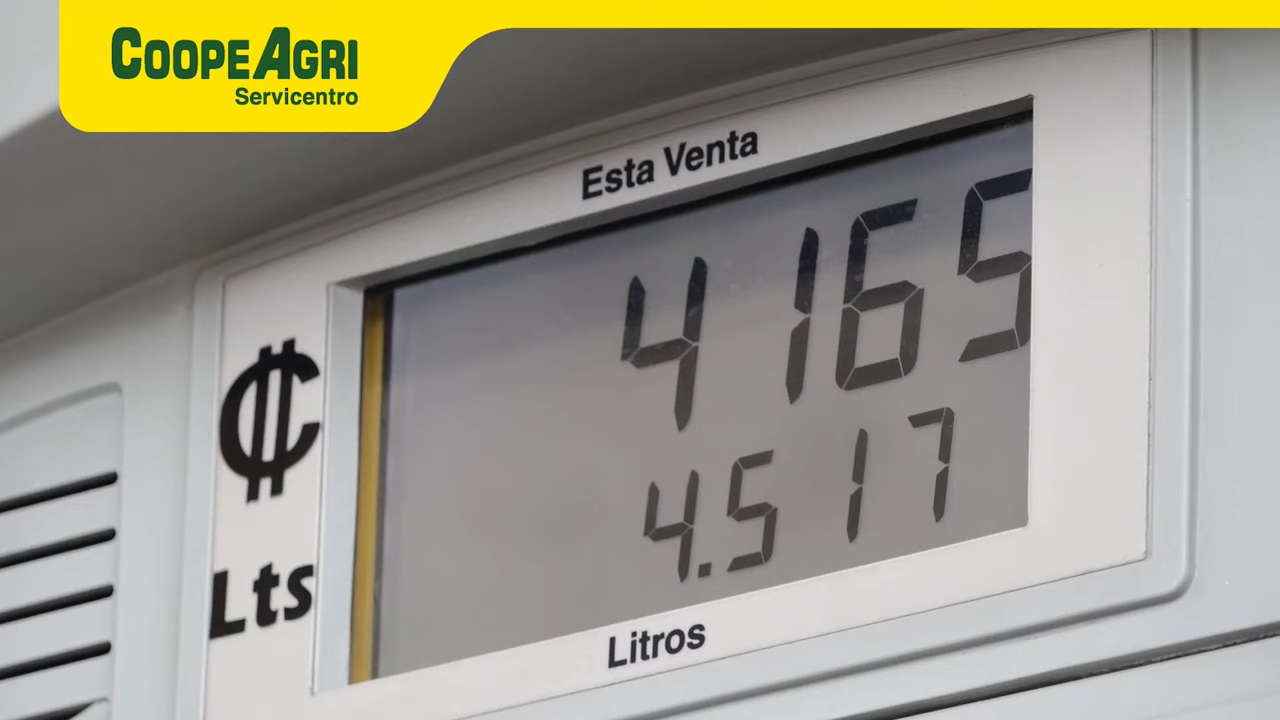 COOPEAGRI
Servicentro
Esta Venta
₡ 4165
Lts 4.517
Litros